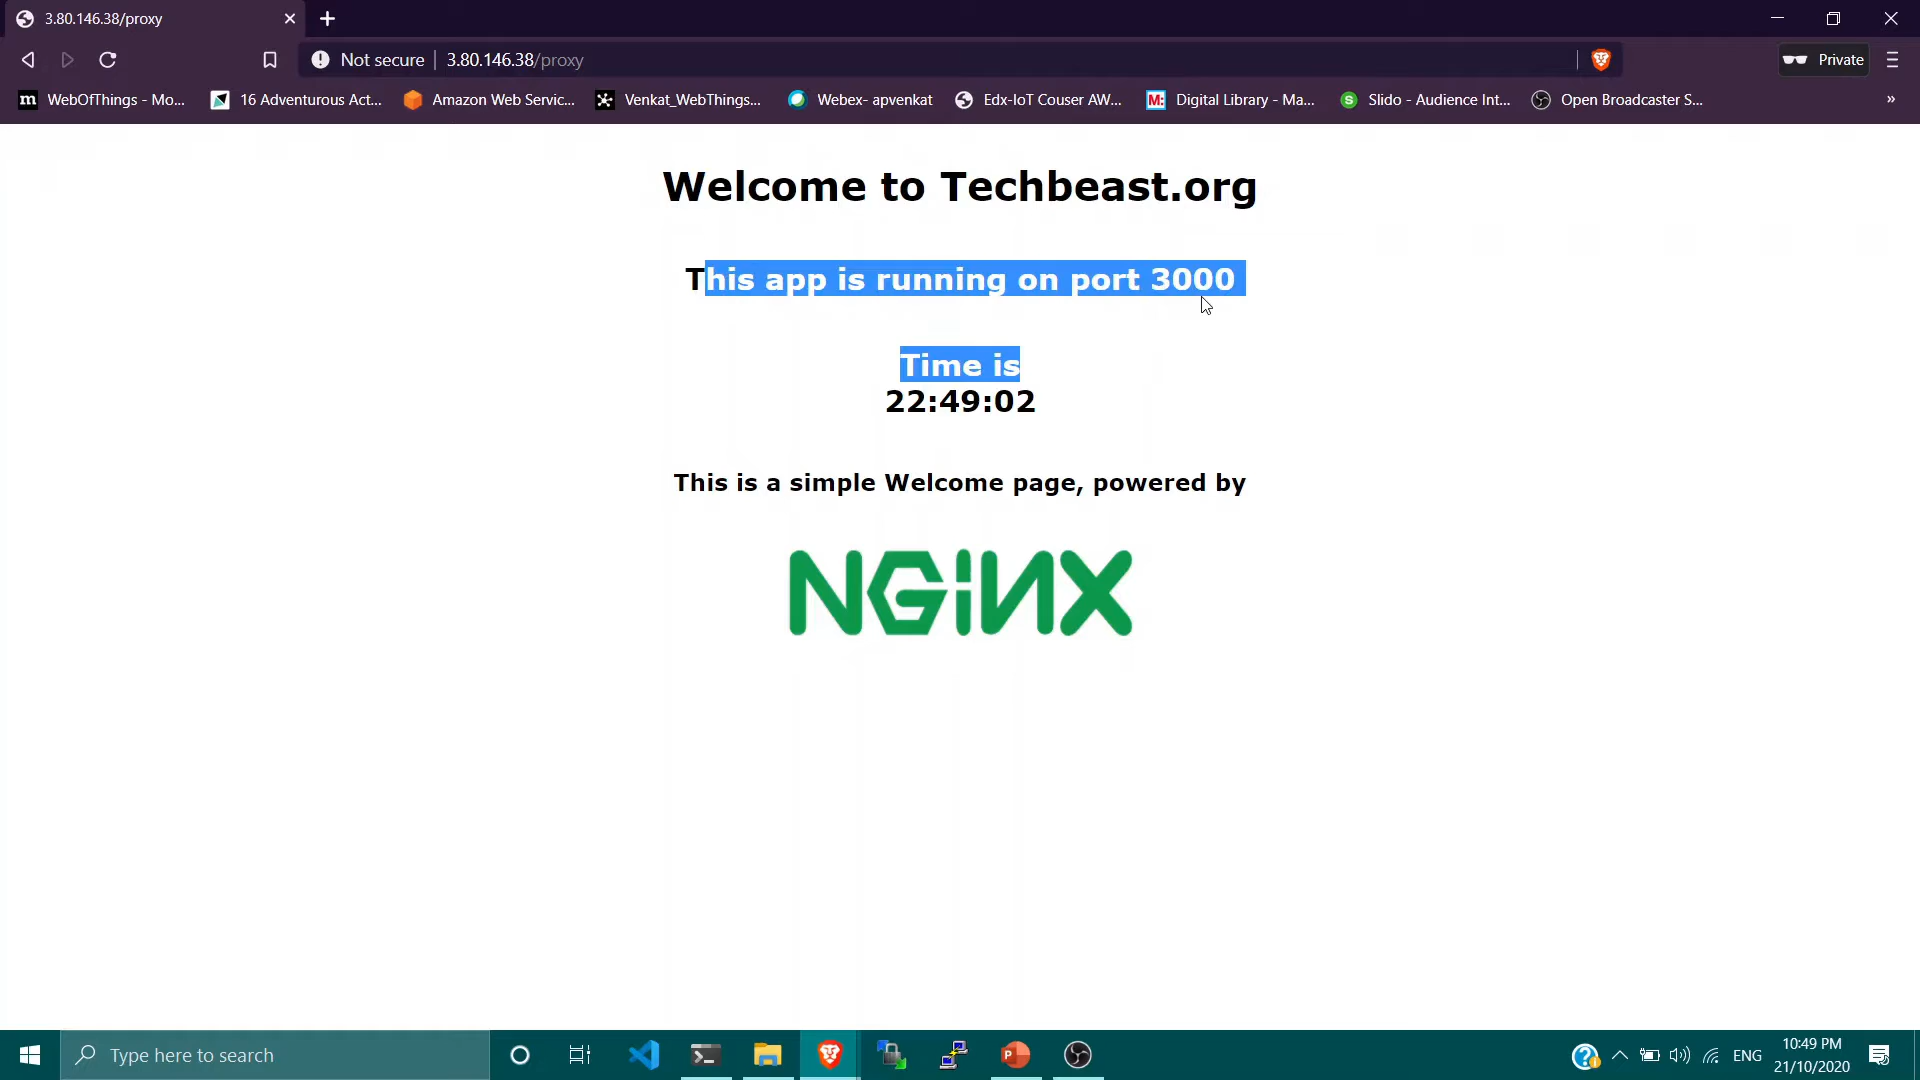 3.80.146.38/proxy
Not secure 3.80.146.38/proxy Private
m WebOfThings - Mo... 16 Adventurous Act... Amazon Web Servic... Venkat_WebThings... Webex- apvenkat Edx-IoT Couser AW... M: Digital Library - Ma... S Slido - Audience Int... Open Broadcaster S... »
Welcome to Techbeast.org
This app is running on port 3000
Time is
22:49:02
This is a simple Welcome page, powered by
NGINX
Type here to search P ENG 10:49 PM
21/10/2020